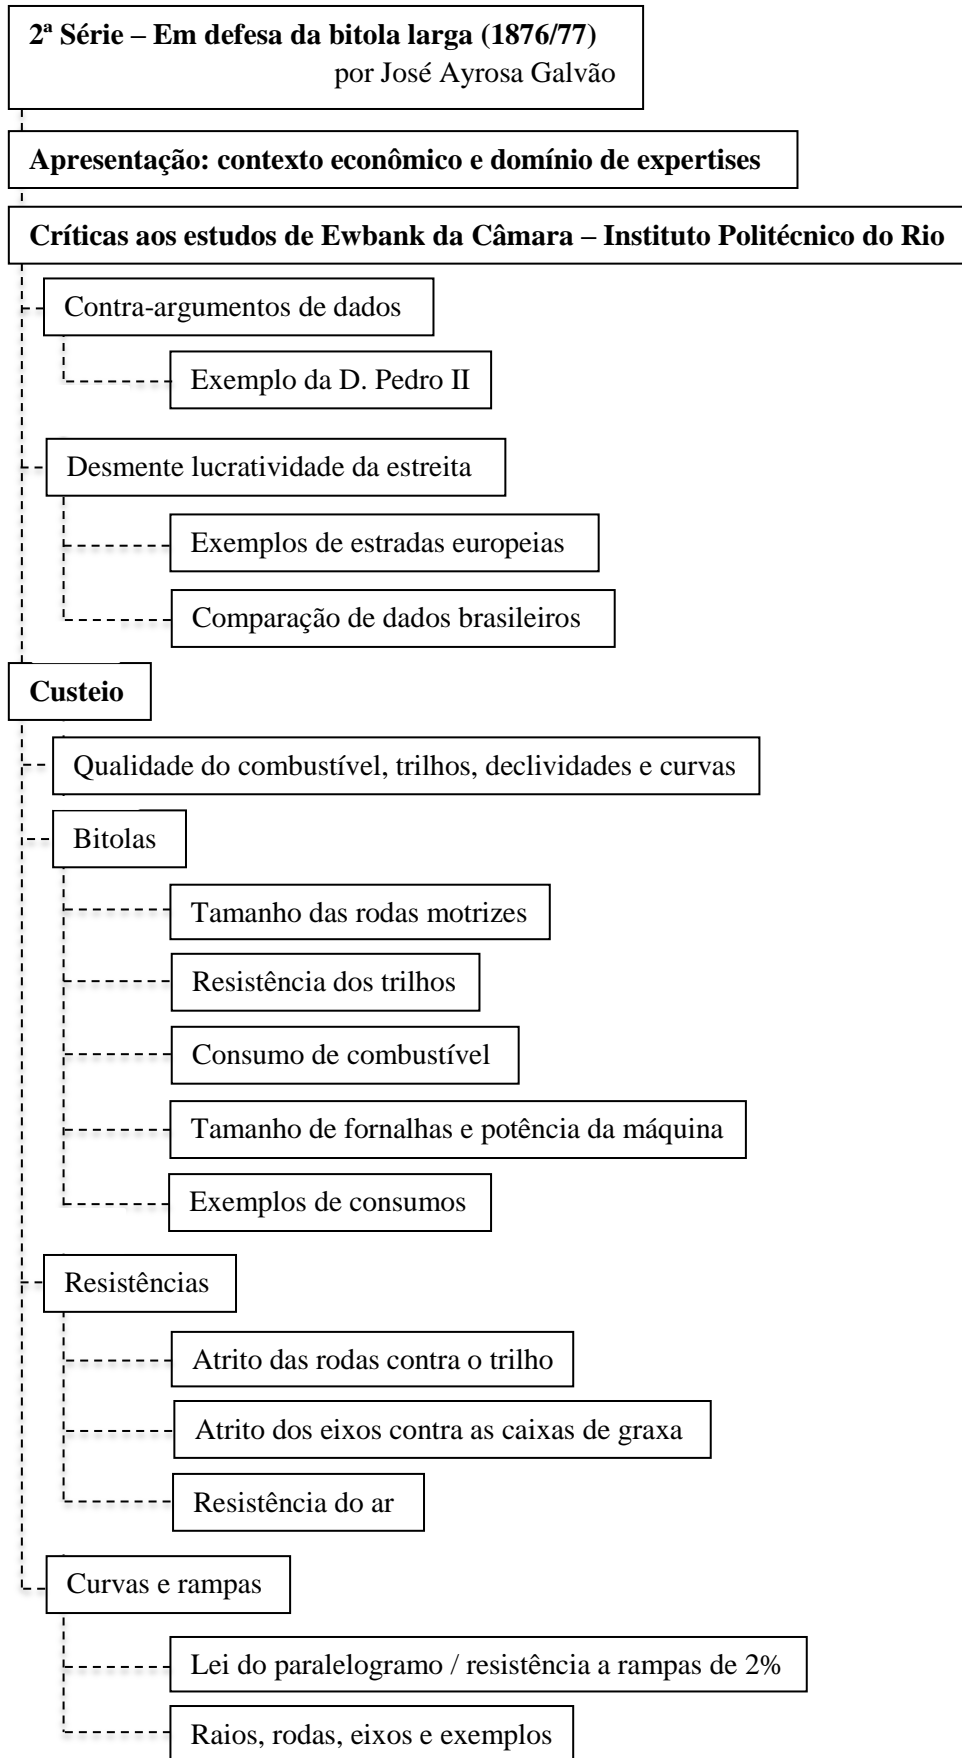 2ª Série – Em defesa da bitola larga (1876/77)
por José Ayrosa Galvão
Apresentação: contexto econômico e domínio de expertises
Críticas aos estudos de Ewbank da Câmara – Instituto Politécnico do Rio
Contra-argumentos de dados
Exemplo da D. Pedro II
Desmente lucratividade da estreita
Exemplos de estradas europeias
Comparação de dados brasileiros
Custeio
Qualidade do combustível, trilhos, declividades e curvas
Bitolas
Tamanho das rodas motrizes
Resistência dos trilhos
Consumo de combustível
Tamanho de fornalhas e potência da máquina
Exemplos de consumos
Resistências
Atrito das rodas contra o trilho
Atrito dos eixos contra as caixas de graxa
Resistência do ar
Curvas e rampas
Lei do paralelogramo / resistência a rampas de 2%
Raios, rodas, eixos e exemplos